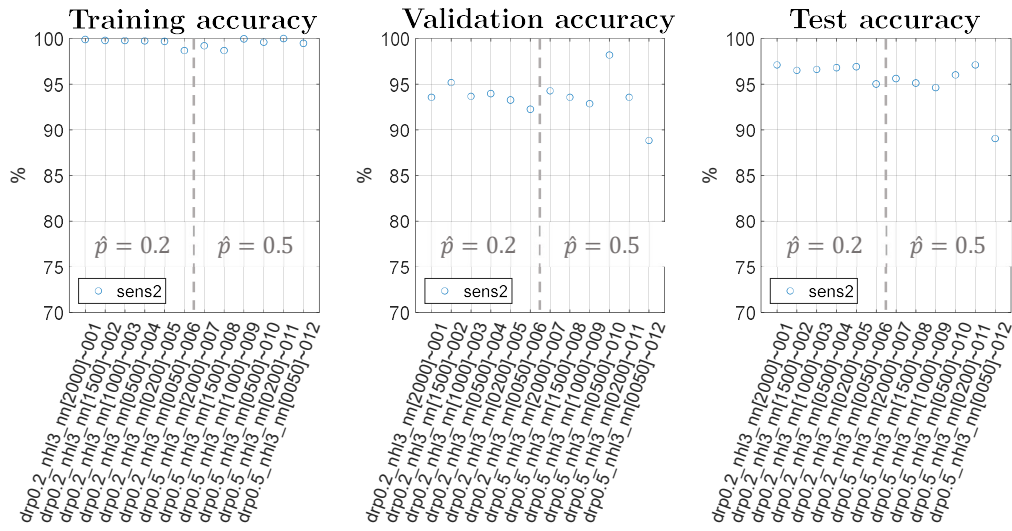 Training accuracy
100
95
90
85
80
75
70
%
p̂ = 0.2
p̂ = 0.5
sens2
drp0.2_nhl3_nn[2000]~001
drp0.2_nhl3_nn[1500]~002
drp0.2_nhl3_nn[1000]~003
drp0.2_nhl3_nn[0500]~004
drp0.2_nhl3_nn[0200]~005
drp0.2_nhl3_nn[0050]~006
drp0.5_nhl3_nn[2000]~007
drp0.5_nhl3_nn[1500]~008
drp0.5_nhl3_nn[1000]~009
drp0.5_nhl3_nn[0500]~010
drp0.5_nhl3_nn[0200]~011
drp0.5_nhl3_nn[0050]~012
Validation accuracy
100
95
90
85
80
75
70
%
p̂ = 0.2
p̂ = 0.5
sens2
drp0.2_nhl3_nn[2000]~001
drp0.2_nhl3_nn[1500]~002
drp0.2_nhl3_nn[1000]~003
drp0.2_nhl3_nn[0500]~004
drp0.2_nhl3_nn[0200]~005
drp0.2_nhl3_nn[0050]~006
drp0.5_nhl3_nn[2000]~007
drp0.5_nhl3_nn[1500]~008
drp0.5_nhl3_nn[1000]~009
drp0.5_nhl3_nn[0500]~010
drp0.5_nhl3_nn[0200]~011
drp0.5_nhl3_nn[0050]~012
Test accuracy
100
95
90
85
80
75
70
%
p̂ = 0.2
p̂ = 0.5
sens2
drp0.2_nhl3_nn[2000]~001
drp0.2_nhl3_nn[1500]~002
drp0.2_nhl3_nn[1000]~003
drp0.2_nhl3_nn[0500]~004
drp0.2_nhl3_nn[0200]~005
drp0.2_nhl3_nn[0050]~006
drp0.5_nhl3_nn[2000]~007
drp0.5_nhl3_nn[1500]~008
drp0.5_nhl3_nn[1000]~009
drp0.5_nhl3_nn[0500]~010
drp0.5_nhl3_nn[0200]~011
drp0.5_nhl3_nn[0050]~012